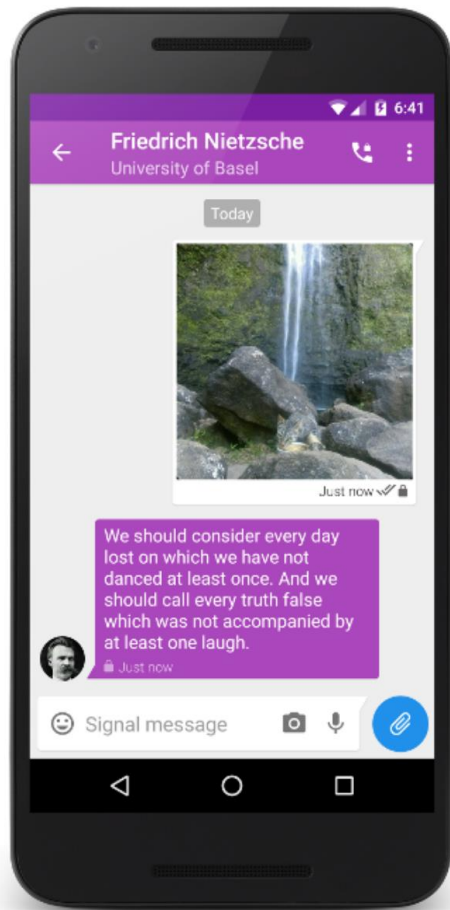 6:41
Friedrich Nietzsche
University of Basel
Today
Just now
We should consider every day
lost on which we have not
danced at least once. And we
should call every truth false
which was not accompanied by
at least one laugh.
Just now
Signal message